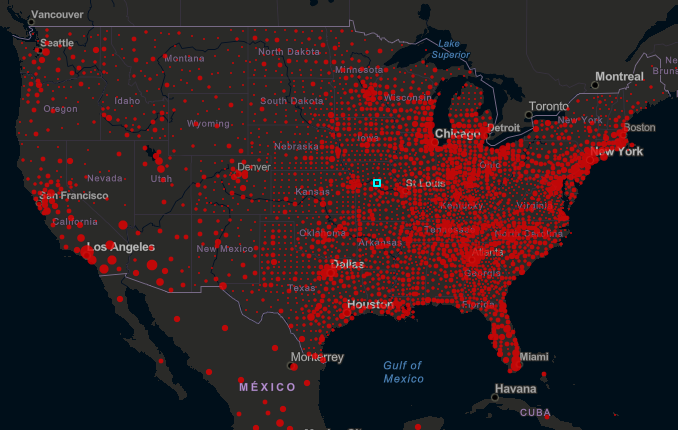 Vancouver
Seattle
Lake
Superior
Montana
North Dakota
Minnesota
Montreal
Oregon
Idaho
Wyoming
South Dakota
Wisconsin
Toronto
New York
Boston
Iowa
Chicago
Detroit
Nebraska
New York
Nevada
Utah
Denver
Ohio
San Francisco
Kansas
St Louis
Kentucky
Virginia
California
Los Angeles
New Mexico
Oklahoma
Arkansas
Tennessee
North Carolina
Atlanta
Dallas
Georgia
Texas
Houston
Florida
Monterrey
Gulf of
Mexico
Miami
MÉXICO
Havana
CUBA